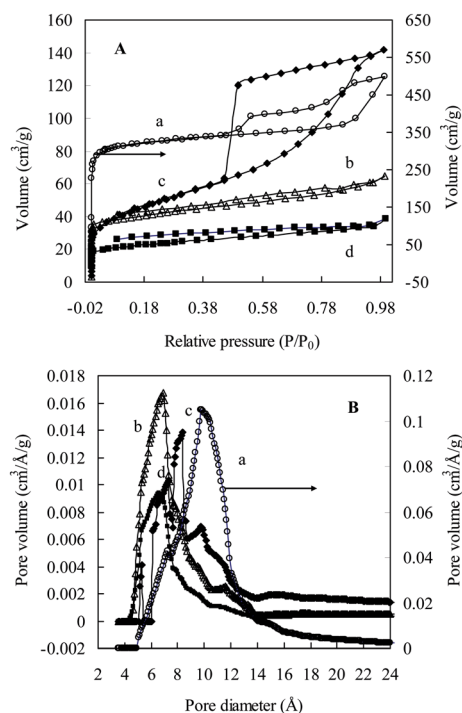 A
160
140
120
100
80
60
40
20
0
Volume (cm³/g)
650
550
450
350
250
150
50
-50
Volume (cm³/g)
a
b
c
d
-0.02 0.18 0.38 0.58 0.78 0.98
Relative pressure (P/P₀)
B
0.018
0.016
0.014
0.012
0.01
0.008
0.006
0.004
0.002
0
-0.002
Pore volume (cm³/Å/g)
0.12
0.1
0.08
0.06
0.04
0.02
0
Pore volume (cm³/Å/g)
b
c
a
d
2 4 6 8 10 12 14 16 18 20 22 24
Pore diameter (Å)